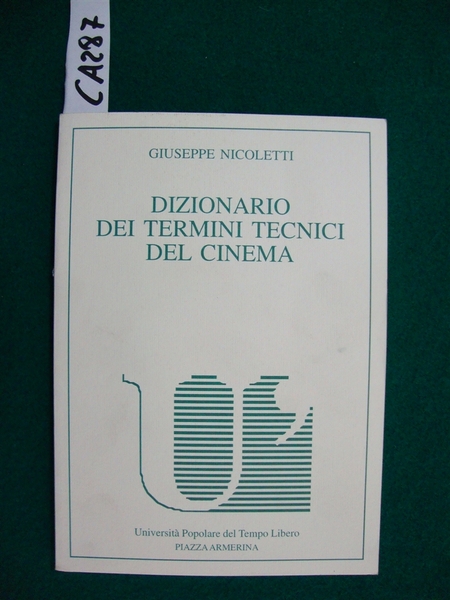 CA287
GIUSEPPE NICOLETTI
DIZIONARIO
DEI TERMINI TECNICI
DEL CINEMA
Università Popolare del Tempo Libero
PIAZZA ARMERINA